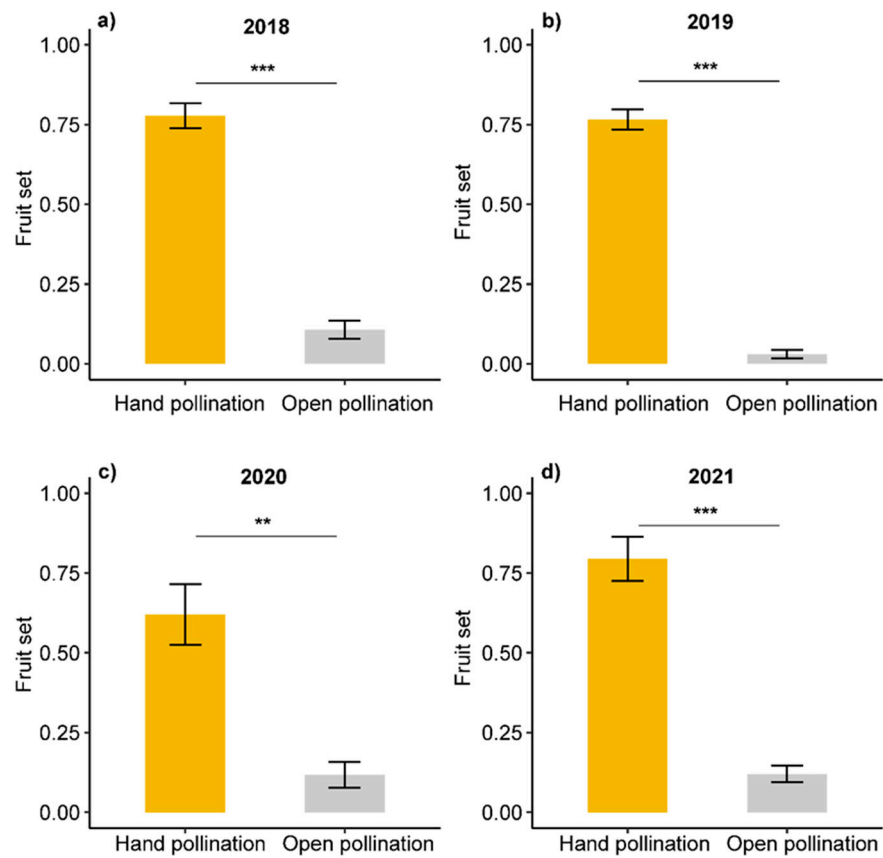 a)
2018
1.00
***
0.75
Fruit set
0.50
0.25
0.00
Hand pollination Open pollination
b)
2019
1.00
***
0.75
Fruit set
0.50
0.25
0.00
Hand pollination Open pollination
c)
2020
1.00
**
0.75
Fruit set
0.50
0.25
0.00
Hand pollination Open pollination
d)
2021
1.00
***
0.75
Fruit set
0.50
0.25
0.00
Hand pollination Open pollination